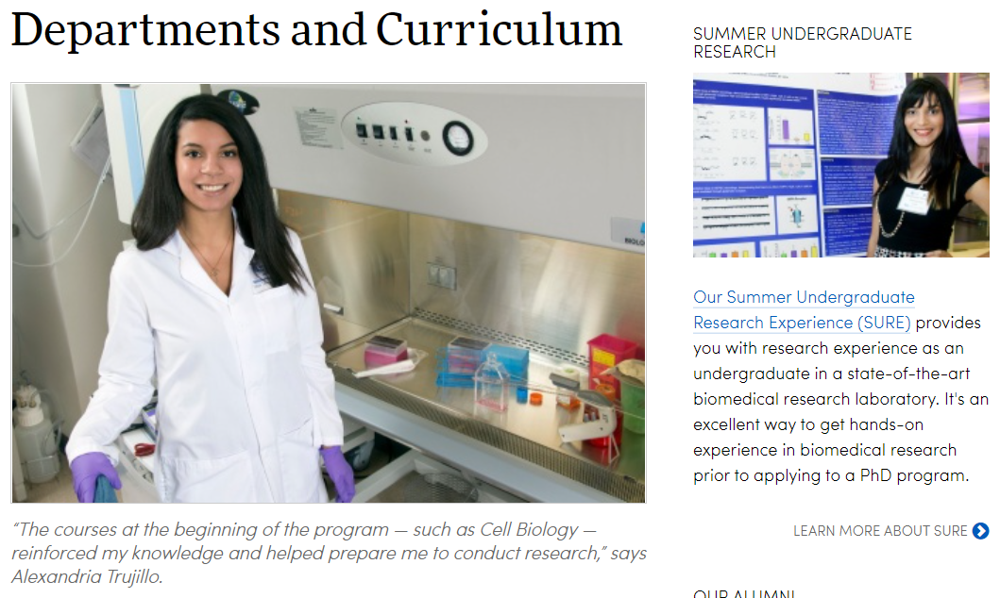 Departments and Curriculum
“The courses at the beginning of the program — such as Cell Biology —
reinforced my knowledge and helped prepare me to conduct research,” says
Alexandria Trujillo.
SUMMER UNDERGRADUATE
RESEARCH
Our Summer Undergraduate
Research Experience (SURE) provides
you with research experience as an
undergraduate in a state-of-the-art
biomedical research laboratory. It's an
excellent way to get hands-on
experience in biomedical research
prior to applying to a PhD program.
LEARN MORE ABOUT SURE
OUR ALUMNI